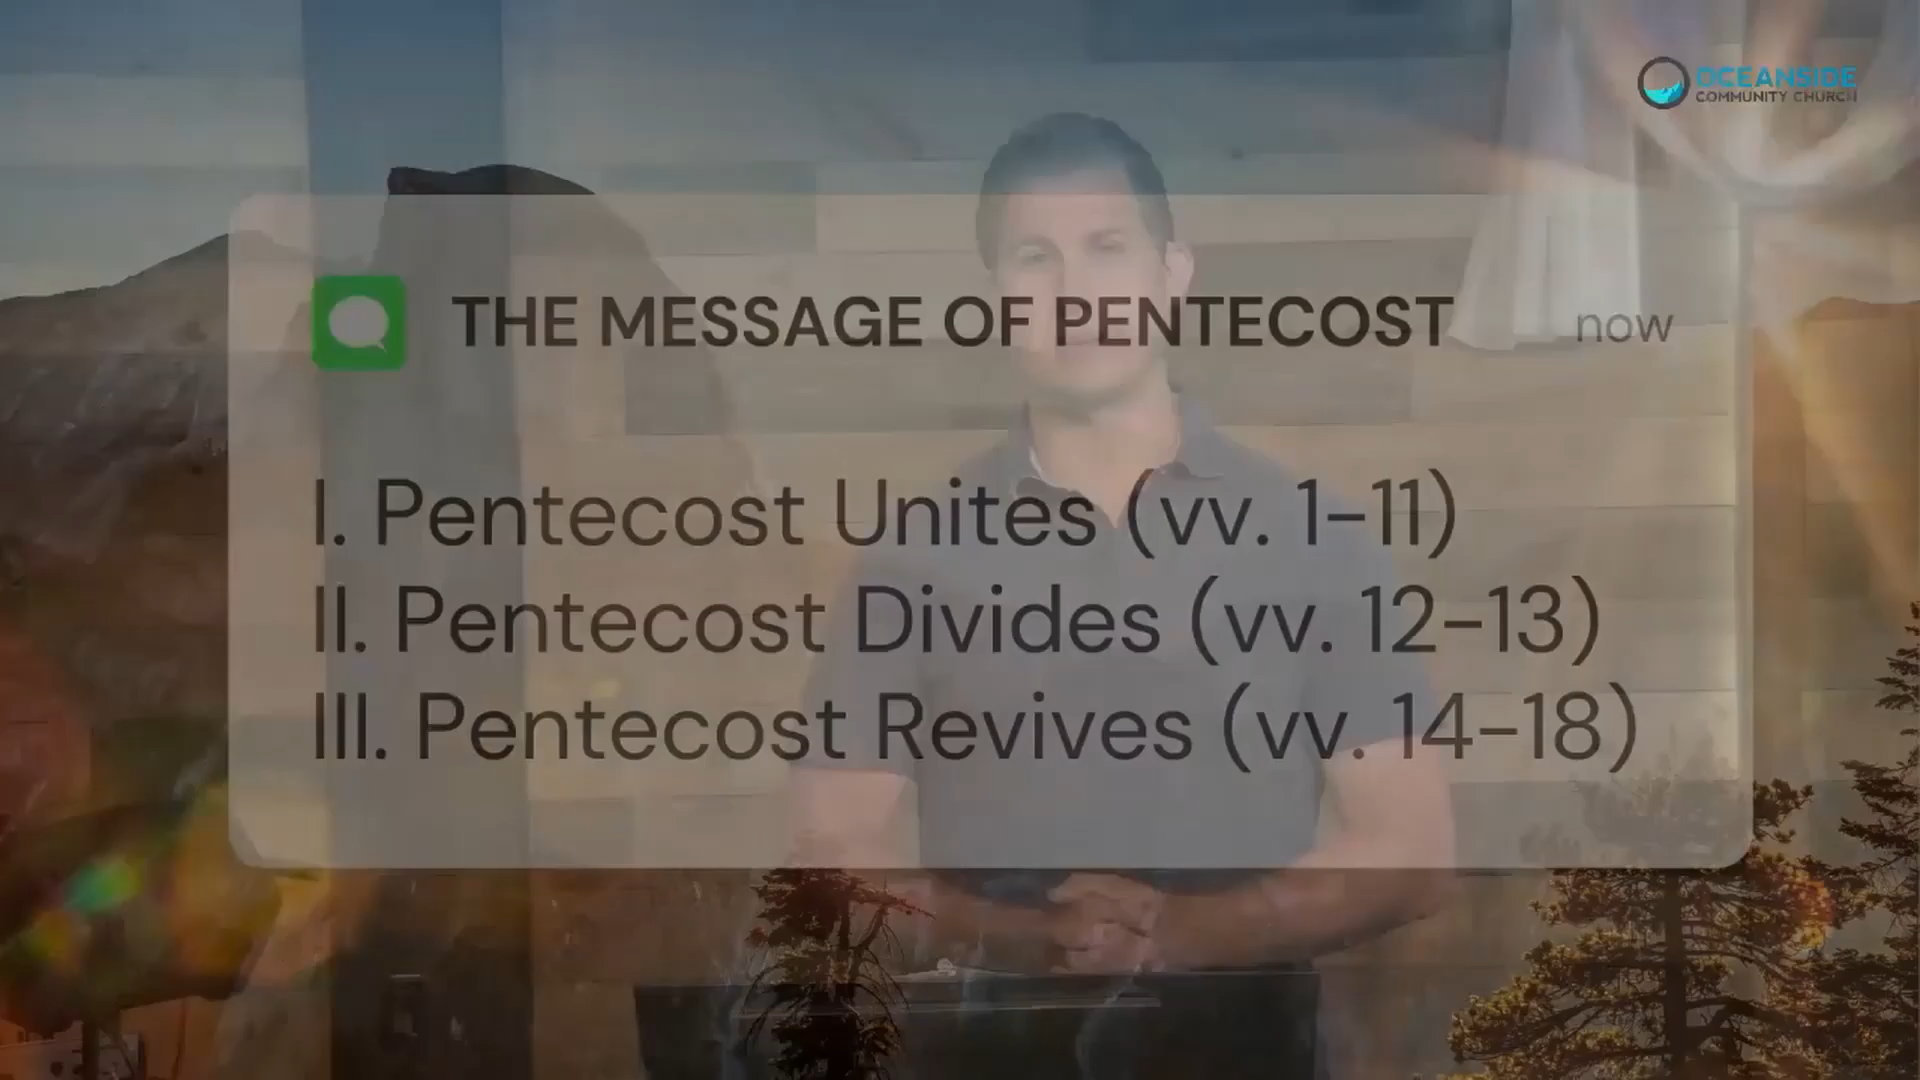 OCEANSIDE
COMMUNITY CHURCH
THE MESSAGE OF PENTECOST now
I. Pentecost Unites (vv. 1-11)
II. Pentecost Divides (vv. 12-13)
III. Pentecost Revives (vv. 14-18)